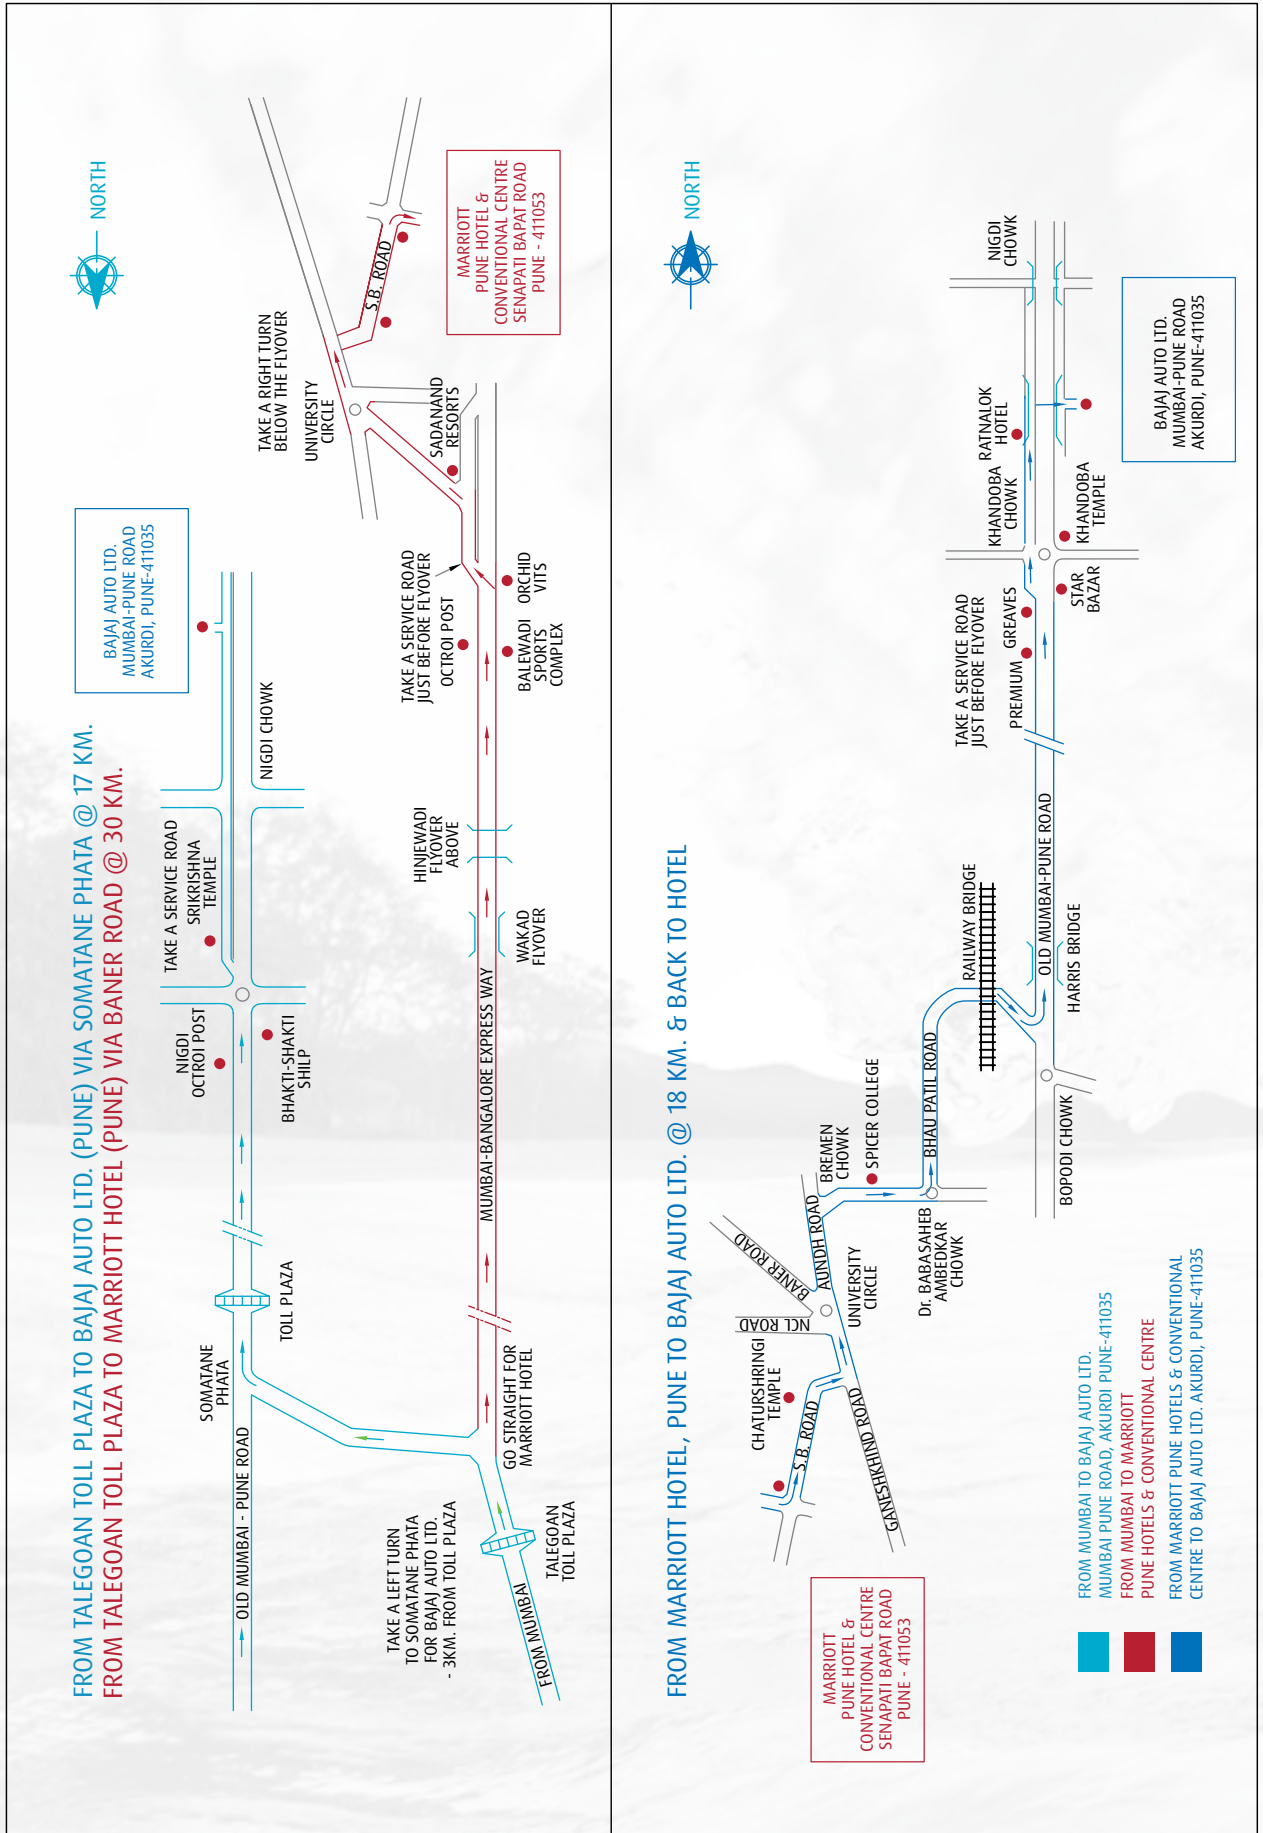 FROM TALEGOAN TOLL PLAZA TO BAJAJ AUTO LTD. (PUNE) VIA SOMATANE PHATA @ 17 KM.
FROM TALEGOAN TOLL PLAZA TO MARRIOTT HOTEL (PUNE) VIA BANER ROAD @ 30 KM.
NORTH
BAJAJ AUTO LTD.
MUMBAI-PUNE ROAD
AKURDI, PUNE-411035
OLD MUMBAI - PUNE ROAD
SOMATANE
PHATA
TOLL PLAZA
NIGDI
OCTROI POST
BHAKTI-SHAKTI
SHILP
TAKE A SERVICE ROAD
SRIKRISHNA
TEMPLE
NIGDI CHOWK
TAKE A RIGHT TURN
BELOW THE FLYOVER
UNIVERSITY
CIRCLE
S.B. ROAD
MARRIOTT
PUNE HOTEL &
CONVENTIONAL CENTRE
SENAPATI BAPAT ROAD
PUNE - 411053
TAKE A LEFT TURN
TO SOMATANE PHATA
FOR BAJAJ AUTO LTD.
- 3KM. FROM TOLL PLAZA
FROM MUMBAI
TALEGOAN
TOLL PLAZA
GO STRAIGHT FOR
MARRIOTT HOTEL
MUMBAI-BANGALORE EXPRESS WAY
WAKAD
FLYOVER
HINJEWADI
FLYOVER
ABOVE
TAKE A SERVICE ROAD
JUST BEFORE FLYOVER
OCTROI POST
BALEWADI
SPORTS
COMPLEX
ORCHID
VITS
SADANAND
RESORTS
FROM MARRIOTT HOTEL, PUNE TO BAJAJ AUTO LTD. @ 18 KM. & BACK TO HOTEL
NORTH
MARRIOTT
PUNE HOTEL &
CONVENTIONAL CENTRE
SENAPATI BAPAT ROAD
PUNE - 411053
CHATURSHRINGI
TEMPLE
S.B. ROAD
GANESHKHIND ROAD
NCL ROAD
BANER ROAD
AUNDH ROAD
UNIVERSITY
CIRCLE
BREMEN
CHOWK
SPICER COLLEGE
Dr. BABASAHEB
AMBEDKAR
CHOWK
BHAU PATIL ROAD
RAILWAY BRIDGE
BOPODI CHOWK
HARRIS BRIDGE
OLD MUMBAI-PUNE ROAD
TAKE A SERVICE ROAD
JUST BEFORE FLYOVER
PREMIUM
GREAVES
STAR
BAZAR
KHANDOBA
CHOWK
KHANDOBA
TEMPLE
RATNALOK
HOTEL
NIGDI
CHOWK
BAJAJ AUTO LTD.
MUMBAI-PUNE ROAD
AKURDI, PUNE-411035
FROM MUMBAI TO BAJAJ AUTO LTD.
MUMBAI PUNE ROAD, AKURDI PUNE-411035
FROM MUMBAI TO MARRIOTT
PUNE HOTELS & CONVENTIONAL CENTRE
FROM MARRIOTT PUNE HOTELS & CONVENTIONAL
CENTRE TO BAJAJ AUTO LTD. AKURDI, PUNE-411035